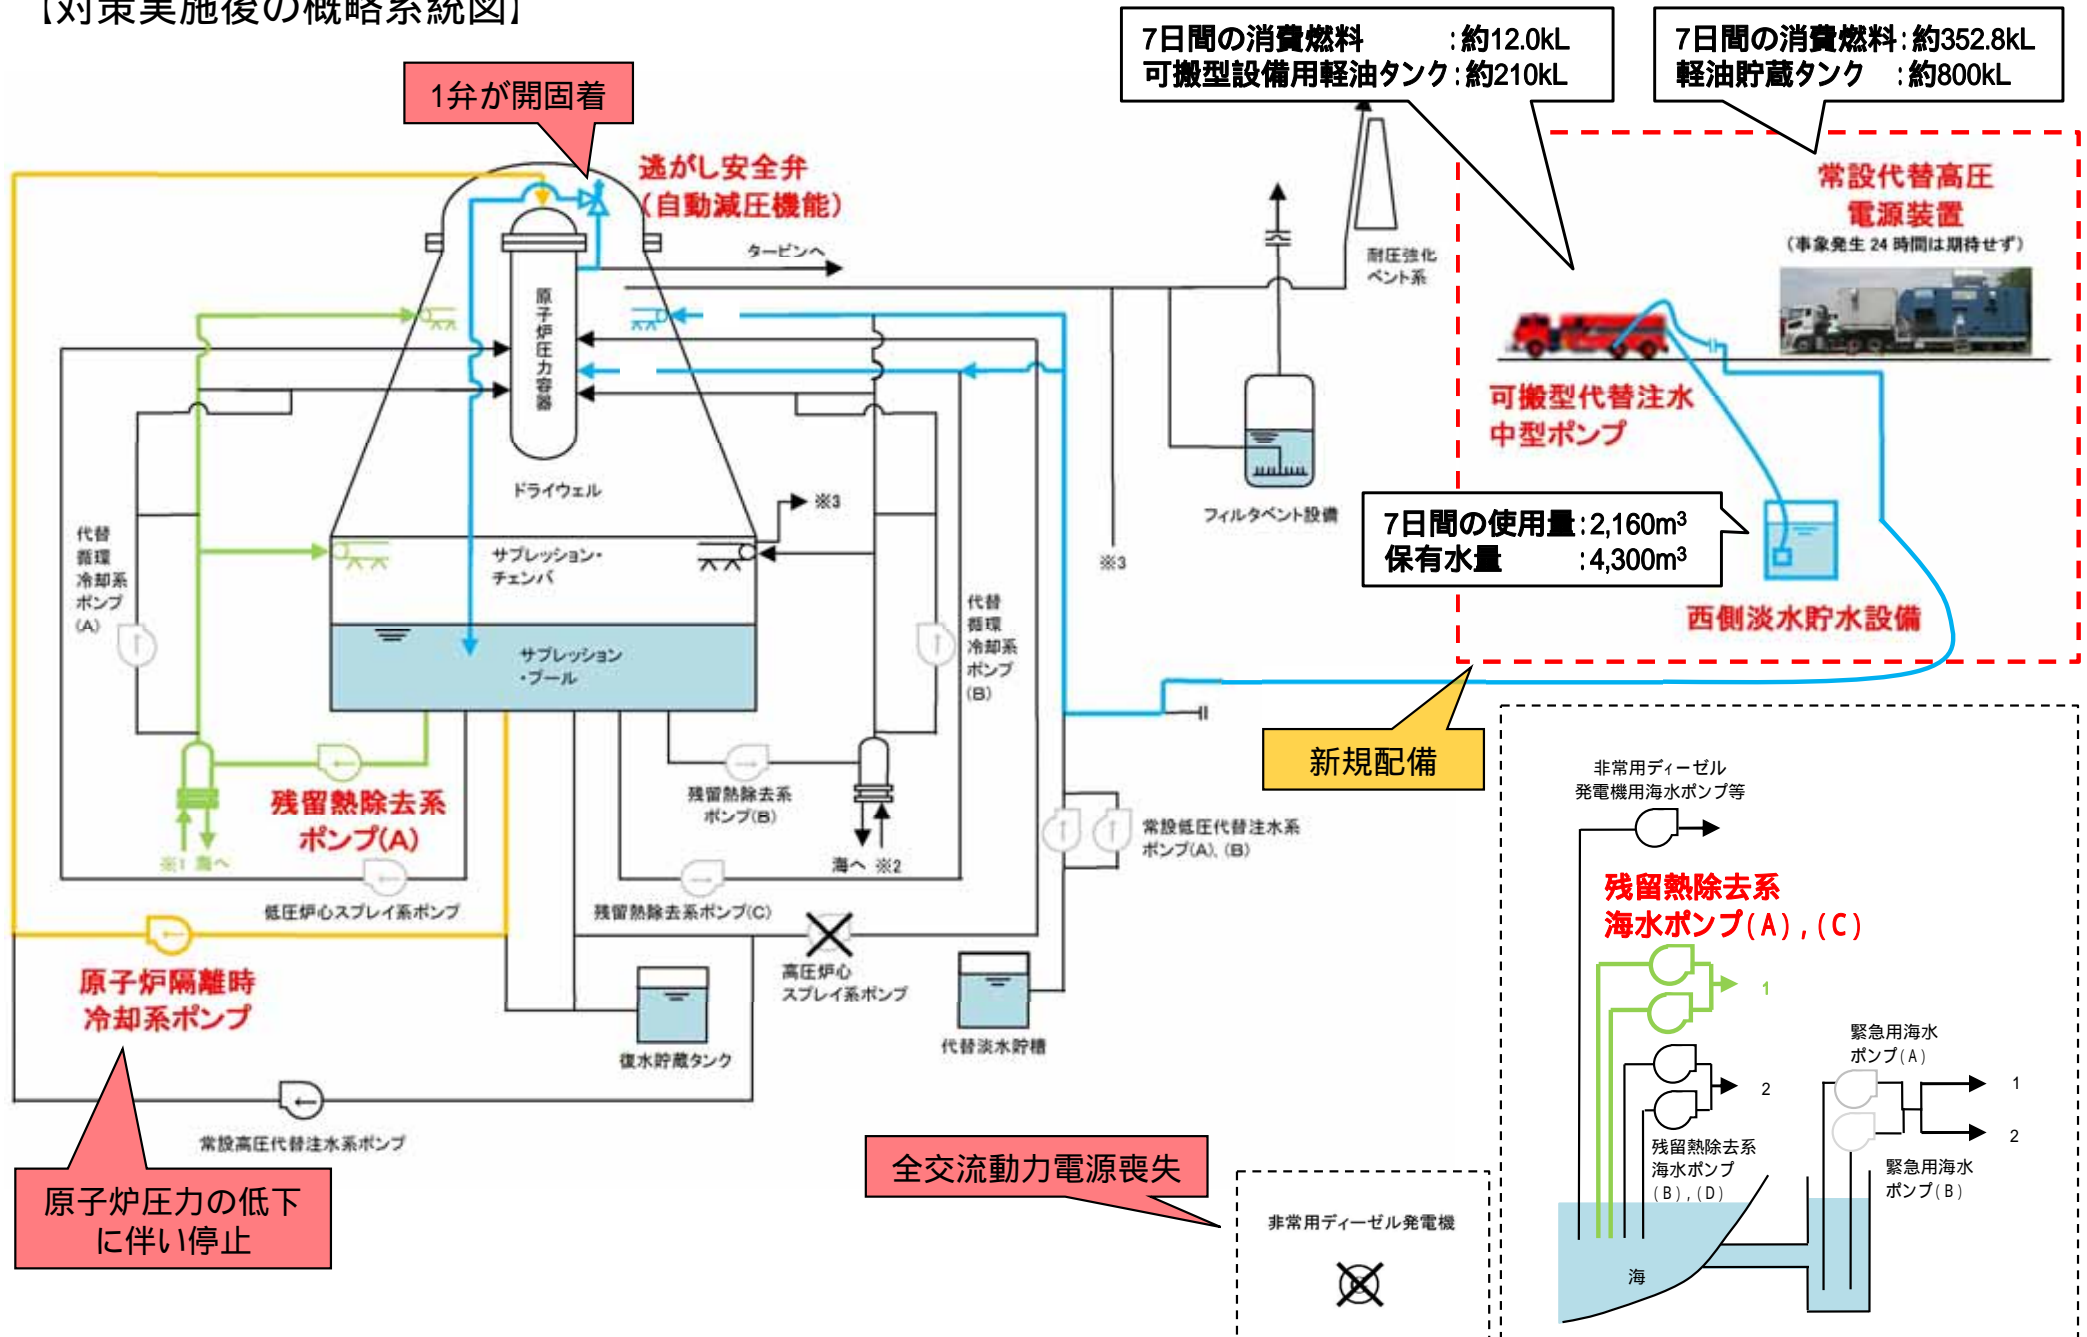 【対策実施後の概略系統図】
7日間の消費燃料　　　：約12.0kL
可搬型設備用軽油タンク：約210kL
7日間の消費燃料：約352.8kL
軽油貯蔵タンク　：約800kL
1弁が開固着
逃がし安全弁
（自動減圧機能）
タービンへ
耐圧強化
ベント系
常設代替高圧
電源装置
（事象発生 24 時間は期待せず）
原子炉圧力容器
可搬型代替注水
中型ポンプ
ドライウェル
※3
フィルタベント設備
※3
7日間の使用量：2,160m³
保有水量　　　：4,300m³
西側淡水貯水設備
代替
循環
冷却系
ポンプ
(A)
サプレッション・
チェンバ
サプレッション
・プール
代替
循環
冷却系
ポンプ
(B)
新規配備
残留熱除去系
ポンプ(A)
※1 海へ
残留熱除去系
ポンプ(B)
海へ ※2
常設低圧代替注水系
ポンプ(A)、(B)
低圧炉心スプレイ系ポンプ
残留熱除去系ポンプ(C)
原子炉隔離時
冷却系ポンプ
高圧炉心
スプレイ系ポンプ
復水貯蔵タンク
代替淡水貯槽
常設高圧代替注水系ポンプ
原子炉圧力の低下
に伴い停止
全交流動力電源喪失
非常用ディーゼル発電機
非常用ディーゼル
発電機用海水ポンプ等
残留熱除去系
海水ポンプ(A),(C)
1
2
残留熱除去系
海水ポンプ
(B),(D)
緊急用海水
ポンプ(A)
1
2
緊急用海水
ポンプ(B)
海